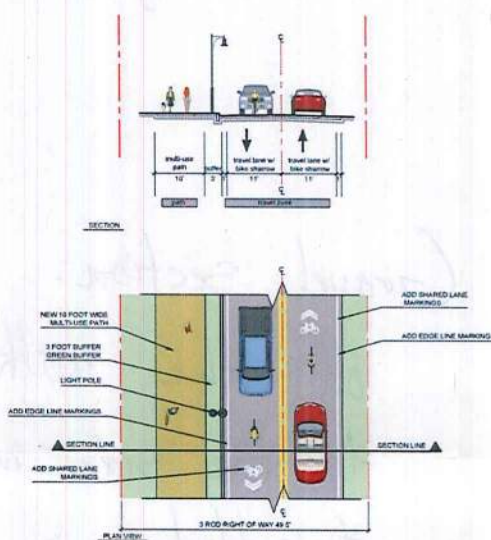 multi-use
path
buffer
travel lane w/
bike sharrow
travel lane w/
bike sharrow
10'
3'
11'
11'
path
travel zone
SECTION
NEW 10 FOOT WIDE
MULTI-USE PATH
3 FOOT BUFFER
GREEN BUFFER
LIGHT POLE
ADD EDGE LINE MARKINGS
SECTION LINE
ADD SHARED LANE
MARKINGS
ADD SHARED LANE
MARKINGS
ADD EDGE LINE MARKING
SECTION LINE
3 ROD RIGHT OF WAY 49.5'
PLAN VIEW